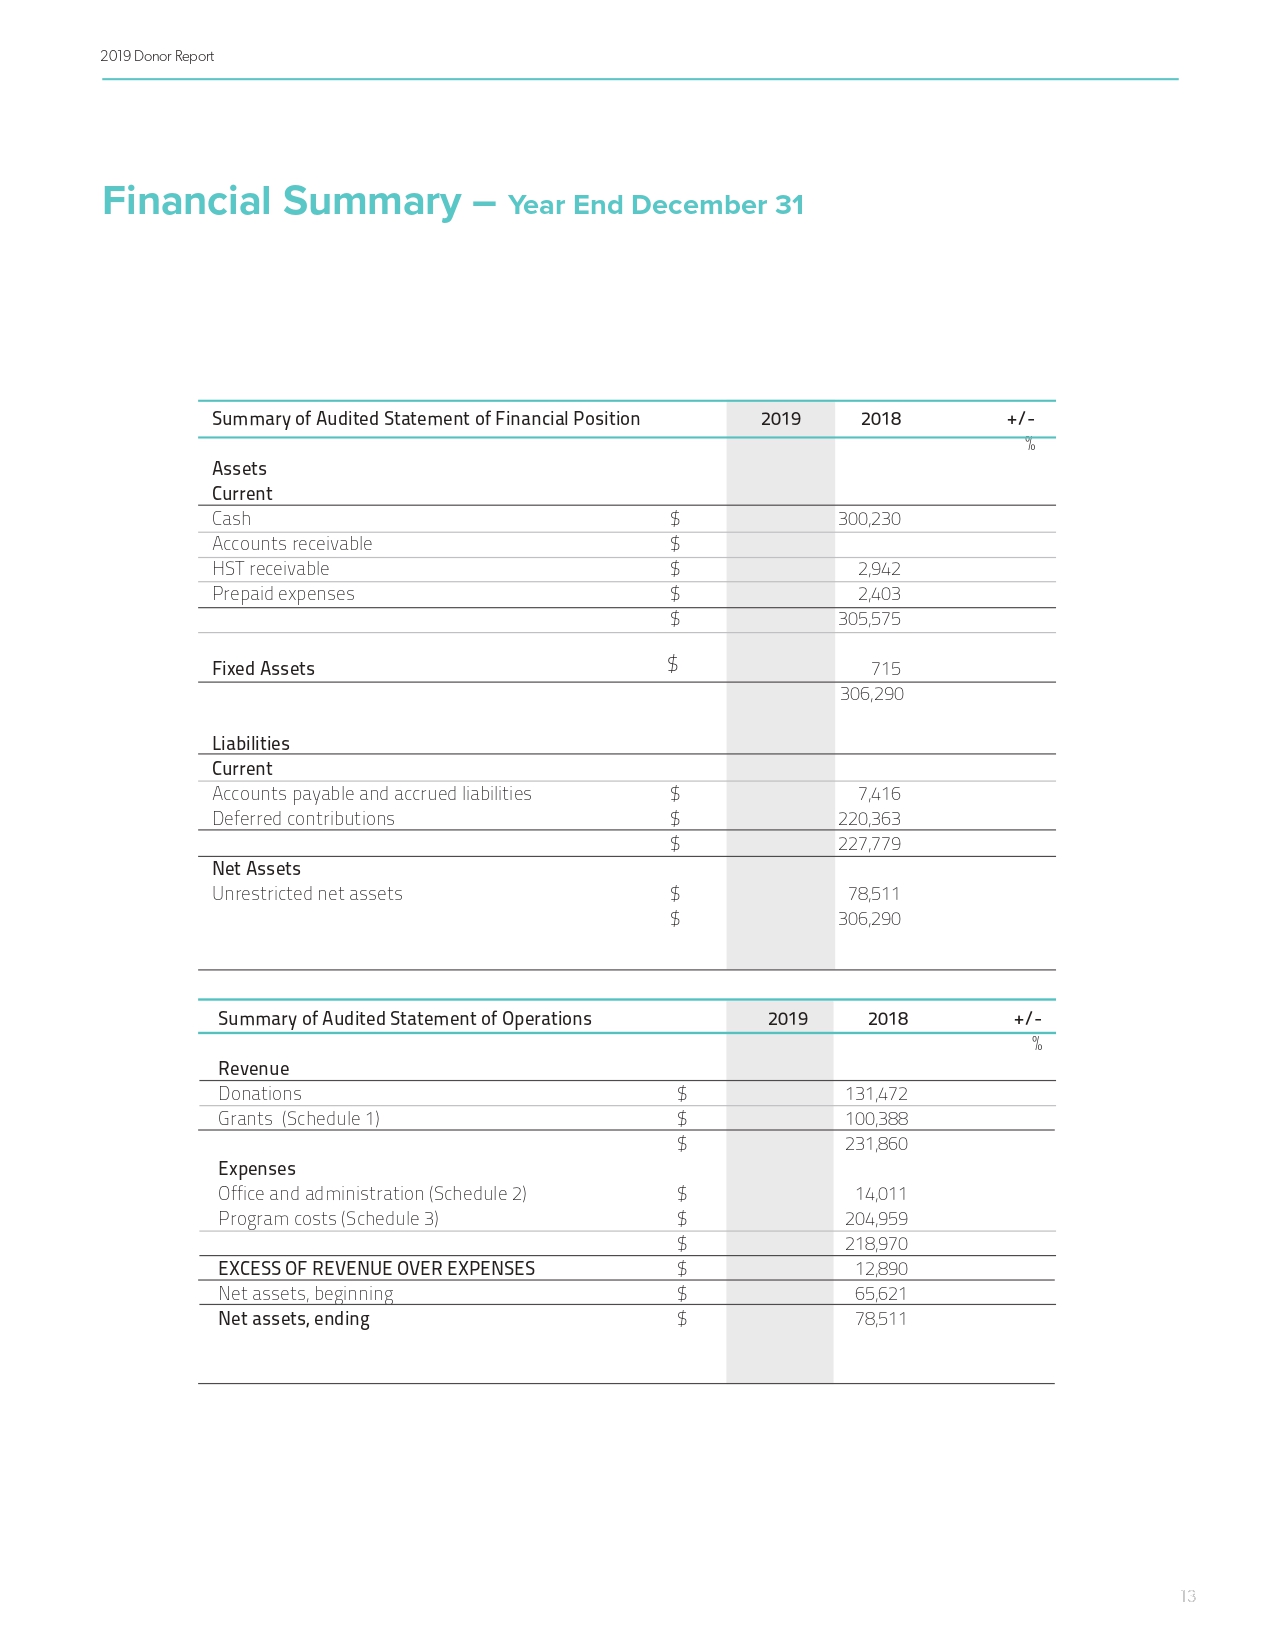 2019 Donor Report
Financial Summary – Year End December 31
Summary of Audited Statement of Financial Position 2019 2018 +/-
%
Assets
Current
Cash $ 300,230
Accounts receivable $
HST receivable $ 2,942
Prepaid expenses $ 2,403
$ 305,575
Fixed Assets $ 715
306,290
Liabilities
Current
Accounts payable and accrued liabilities $ 7,416
Deferred contributions $ 220,363
$ 227,779
Net Assets
Unrestricted net assets $ 78,511
$ 306,290
Summary of Audited Statement of Operations 2019 2018 +/-
%
Revenue
Donations $ 131,472
Grants (Schedule 1) $ 100,388
$ 231,860
Expenses
Office and administration (Schedule 2) $ 14,011
Program costs (Schedule 3) $ 204,959
$ 218,970
EXCESS OF REVENUE OVER EXPENSES $ 12,890
Net assets, beginning $ 65,621
Net assets, ending $ 78,511
13